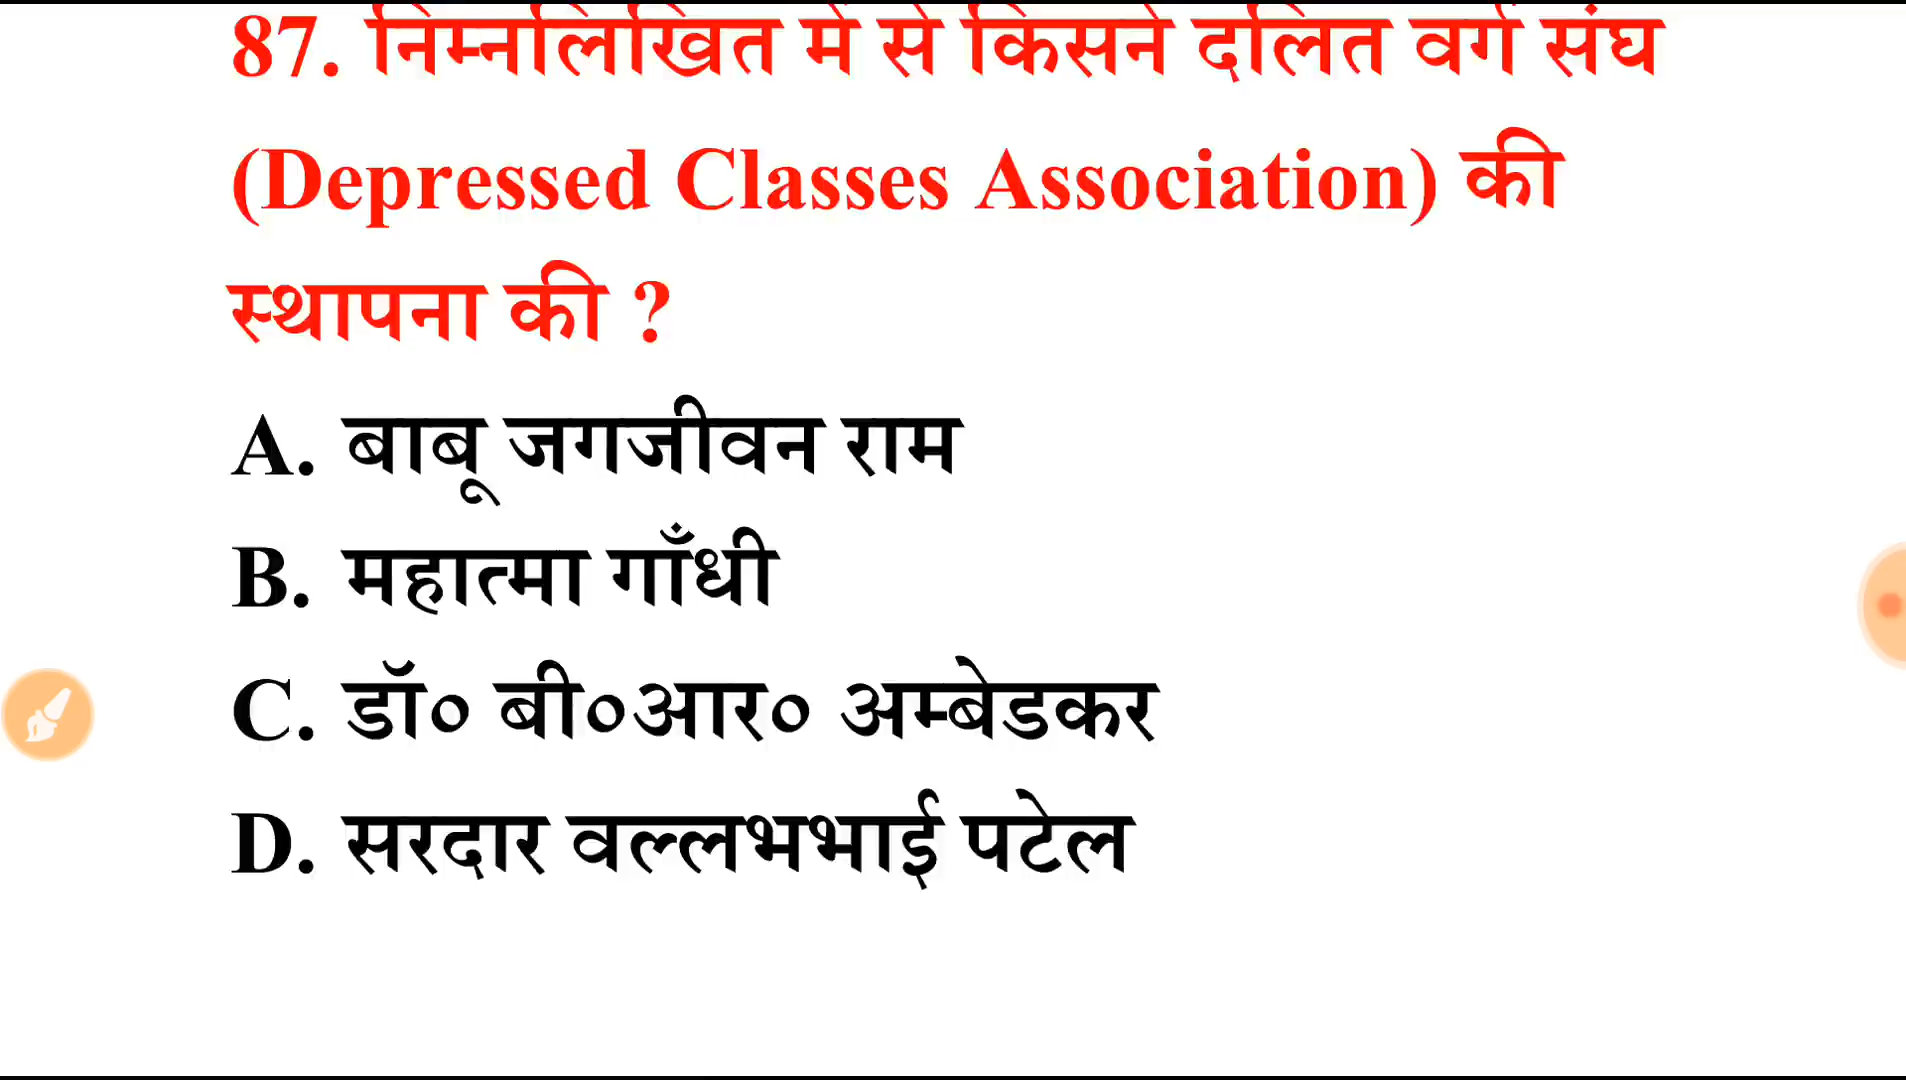 87. निम्नलिखित में से किसने दलित वर्ग संघ
(Depressed Classes Association) की
स्थापना की ?
A. बाबू जगजीवन राम
B. महात्मा गाँधी
C. डॉ० बी०आर० अम्बेडकर
D. सरदार वल्लभभाई पटेल